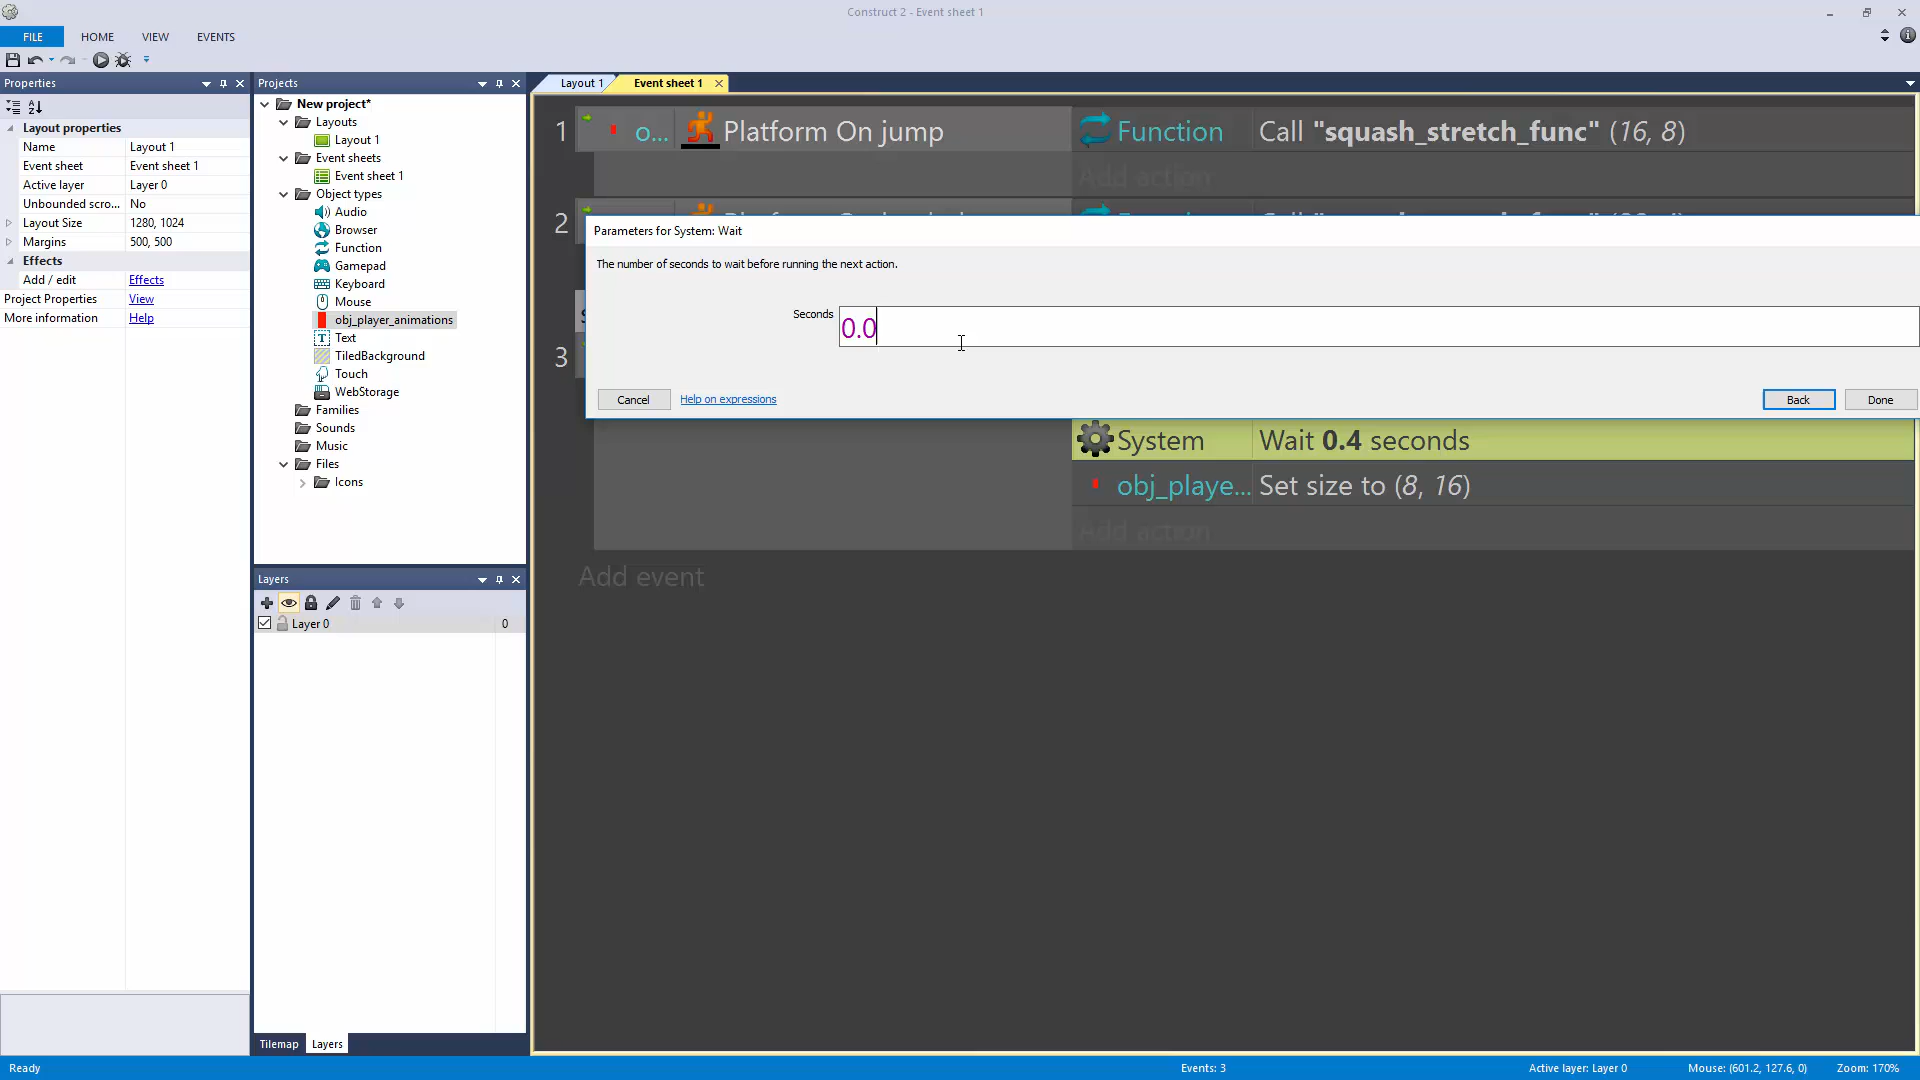 Construct 2 - Event sheet 1
FILE
HOME
VIEW
EVENTS
Properties
Layout properties
Name
Layout 1
Event sheet
Event sheet 1
Active layer
Layer 0
Unbounded scro...
No
Layout Size
1280, 1024
Margins
500, 500
Effects
Add / edit
Effects
Project Properties
View
More information
Help
Projects
New project*
Layouts
Layout 1
Event sheets
Event sheet 1
Object types
Audio
Browser
Function
Gamepad
Keyboard
Mouse
obj_player_animations
Text
TiledBackground
Touch
WebStorage
Families
Sounds
Music
Files
Icons
Layers
Layer 0
0
Tilemap
Layers
Layout 1
Event sheet 1
1
o...
Platform On jump
Function
Call "squash_stretch_func" (16, 8)
Add action
2
Parameters for System: Wait
The number of seconds to wait before running the next action.
Seconds
0.0
Cancel
Help on expressions
Back
Done
3
System
Wait 0.4 seconds
obj_playe...
Set size to (8, 16)
Add action
Add event
Ready
Events: 3
Active layer: Layer 0
Mouse: (601.2, 127.6, 0)
Zoom: 170%